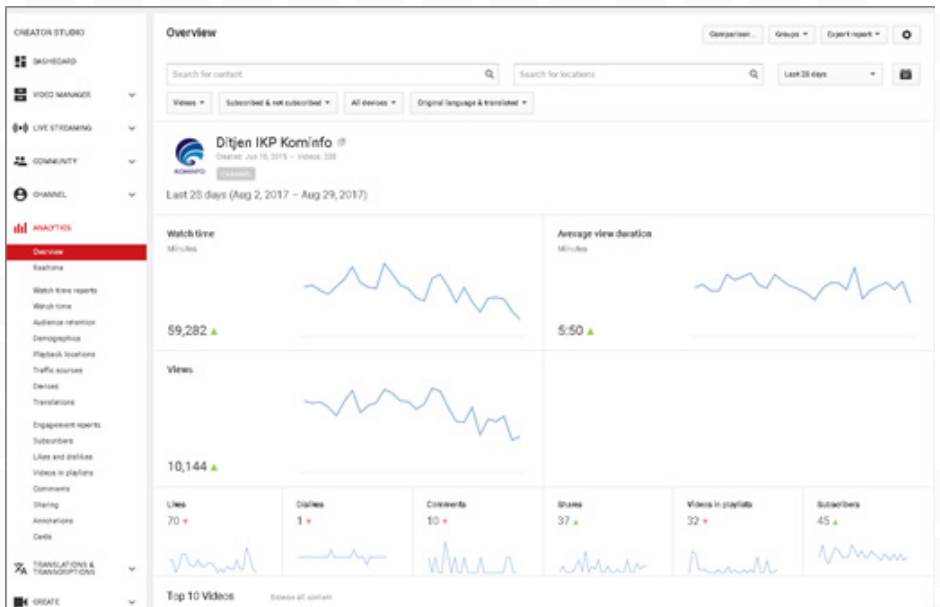 CREATOR STUDIO
DASHBOARD
VIDEO MANAGER
LIVE STREAMING
COMMUNITY
CHANNEL
ANALYTICS
Overview
Realtime
Watch time reports
Watch time
Audience retention
Demographics
Playback locations
Traffic sources
Devices
Translations
Engagement reports
Subscribers
Likes and dislikes
Videos in playlists
Comments
Sharing
Annotations
Cards
TRANSLATIONS &
TRANSCRIPTIONS
CREATE
Overview
Comparison...
Groups
Export report
Search for content
Search for locations
Last 28 days
Videos
Subscribed & not subscribed
All devices
Original language & translated
KOMINFO
Ditjen IKP Kominfo
Videos: 328
CHANNEL
Last 28 days (Aug 2, 2017 – Aug 29, 2017)
Watch time
Minutes
59,282
Average view duration
Minutes
5:50
Views
10,144
Likes
70
Dislikes
1
Comments
10
Shares
37
Videos in playlists
32
Subscribers
45
Top 10 Videos
Browse all content